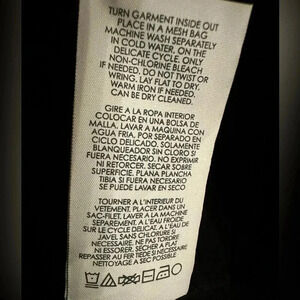 TURN GARMENT INSIDE OUT
PLACE IN A MESH BAG
MACHINE WASH SEPARATELY
IN COLD WATER, ON THE
DELICATE CYCLE. ONLY
NON-CHLORINE BLEACH
IF NEEDED. DO NOT TWIST OR
WRING. LAY FLAT TO DRY.
WARM IRON IF NEEDED.
CAN BE DRY CLEANED.
GIRE A LA ROPA INTERIOR
COLOCAR EN UNA BOLSA DE
MALLA. LAVAR A MAQUINA CON
AGUA FRIA, POR SEPARADO EN
CICLO DELICADO. SOLAMENTE
BLANQUEADOR SIN CLORO SI
FUERA NECESARIO. NO EXPRIMIR
NI RETORCER. SECAR SOBRE
SUPERFICIE. PLANA PLANCHA
TIBIA SI FUERA NECESARIO
SE PUEDE LAVAR EN SECO
TOURNER A L'INTERIEUR DU
VETEMENT. PLACER DANS UN
SAC-FILET. LAVER A LA MACHINE
SEPAREMENT. A L'EAU FROIDE
SUR LE CYCLE DELICAT. A L'EAU DE
JAVEL SANS CHLORURE SI
NECESSAIRE. NE PAS TORDRE
NI ESSORER. SÉCHER A PLAT
REPASSER AU FER TIEDE SI NECESSAIRE
NETTOYAGE A SEC POSSIBLE